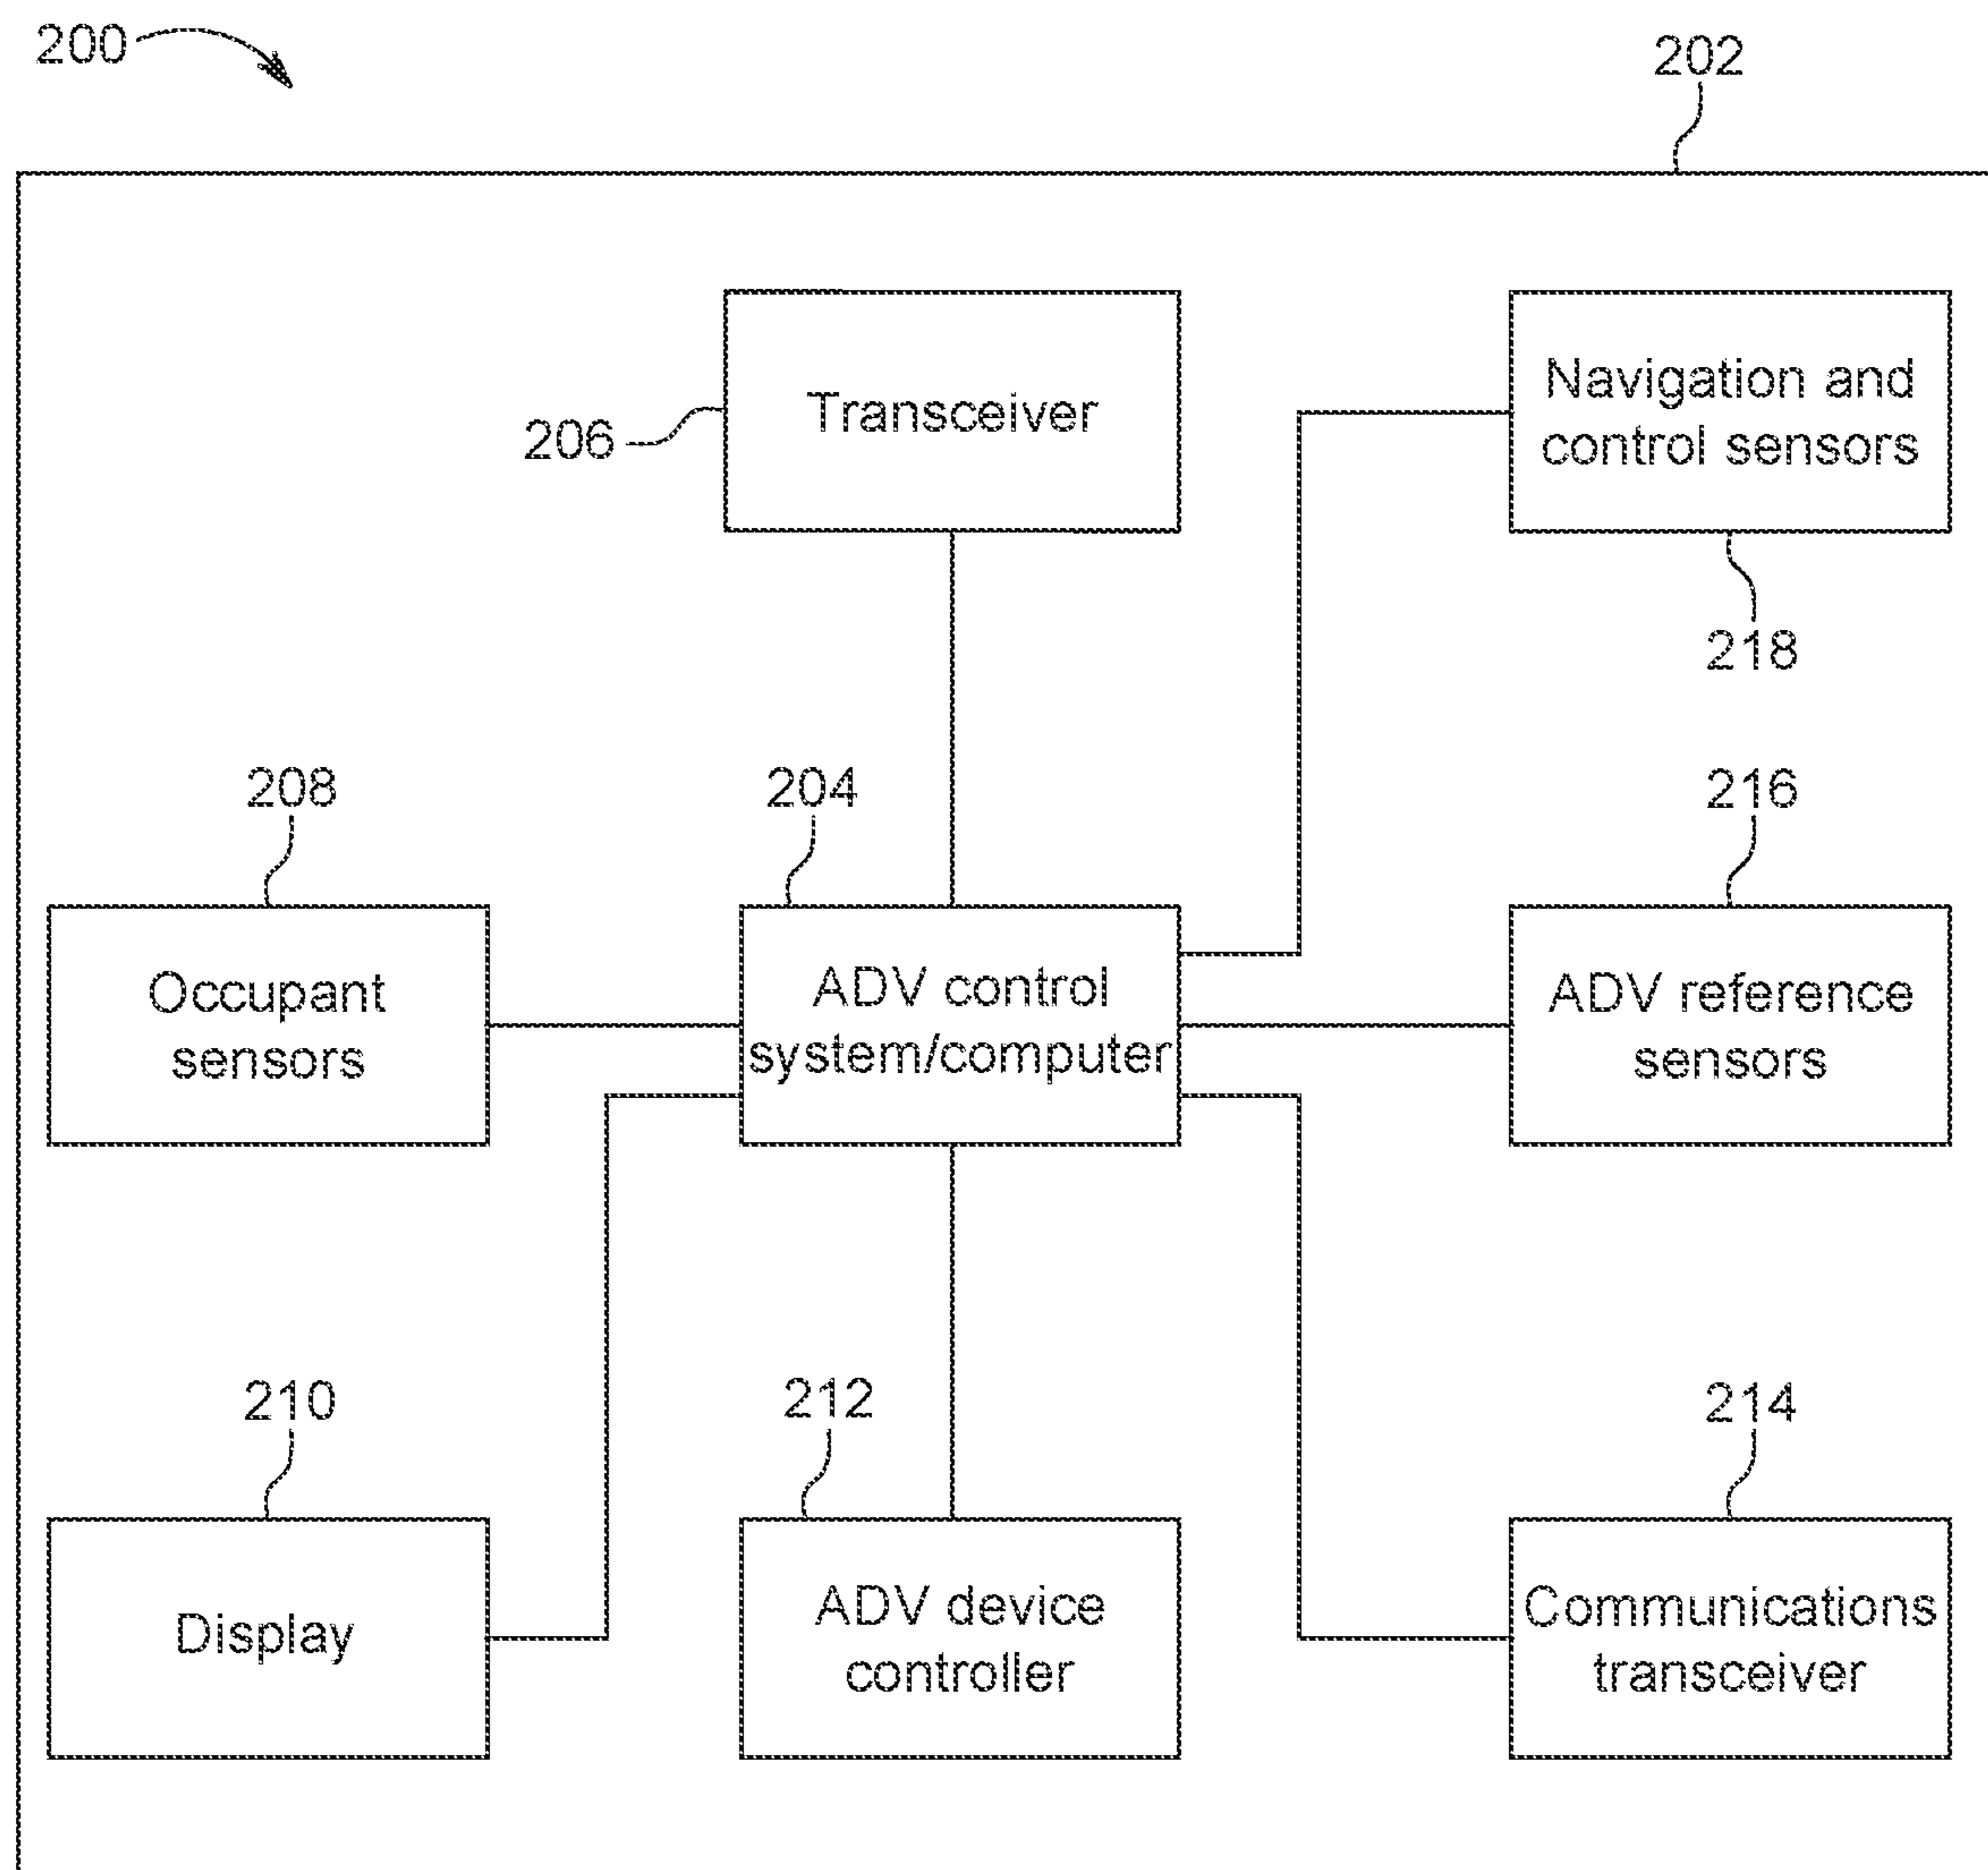 200
202
Transceiver
206
Navigation and
control sensors
218
208
204
216
Occupant
sensors
ADV control
system/computer
ADV reference
sensors
210
212
214
Display
ADV device
controller
Communications
transceiver